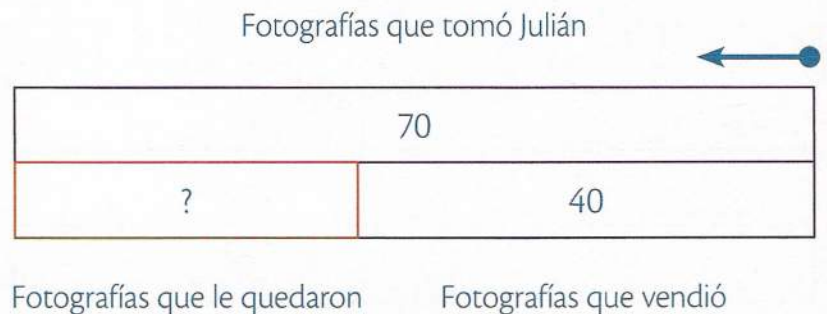 Fotografías que tomó Julián
70
? 40
Fotografías que le quedaron Fotografías que vendió